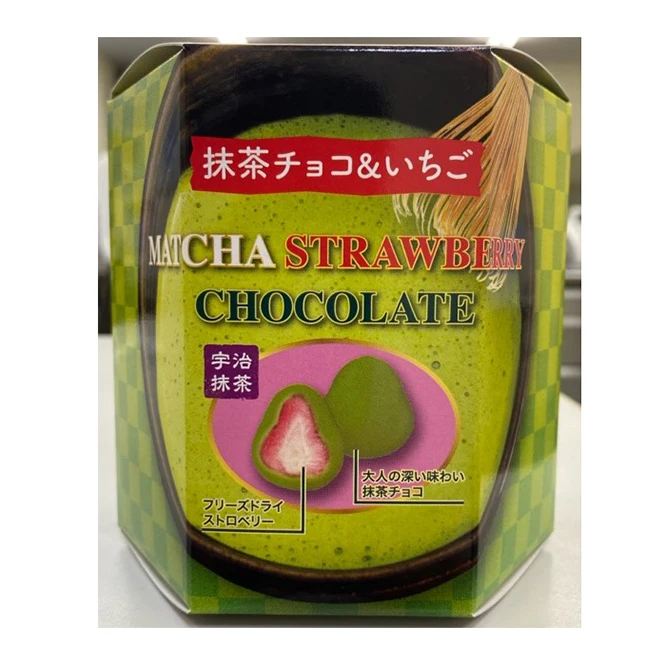 抹茶チョコ&いちご
MATCHA STRAWBERRY
CHOCOLATE
宇治
抹茶
大人の深い味わい
抹茶チョコ
フリーズドライ
ストロベリー